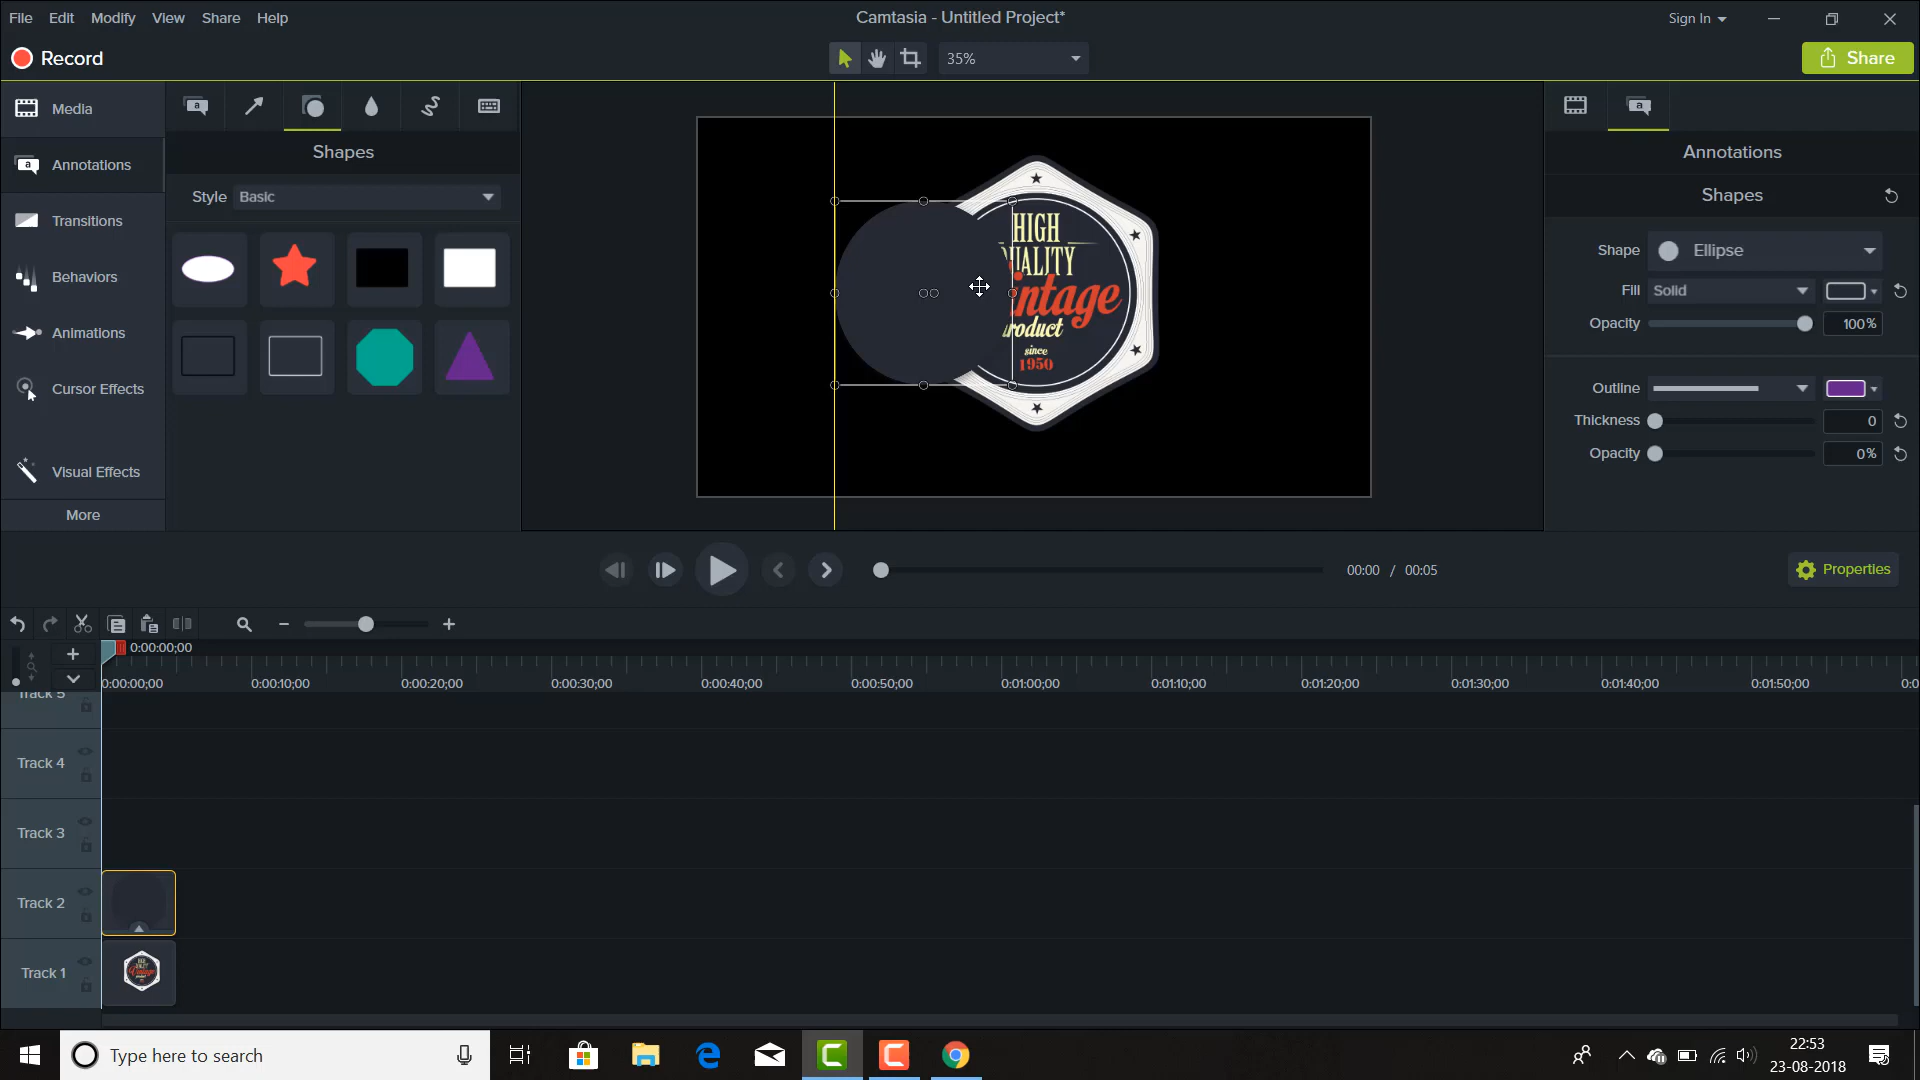 File Edit Modify View Share Help
Camtasia - Untitled Project*
Sign In
Record
35%
Share
Media
Annotations
Transitions
Behaviors
Animations
Cursor Effects
Visual Effects
More
a
Shapes
Style Basic
HIGH
UALITY
ntage
roduct
since
1950
a
Annotations
Shapes
Shape Ellipse
Fill Solid
Opacity 100%
Outline
Thickness 0
Opacity 0%
00:00 / 00:05
Properties
0:00:00;00
0:00:00;00 0:00:10;00 0:00:20;00 0:00:30;00 0:00:40;00 0:00:50;00 0:01:00;00 0:01:10;00 0:01:20;00 0:01:30;00 0:01:40;00 0:01:50;00 0:0
Track 5
Track 4
Track 3
Track 2
Track 1
Type here to search
22:53
23-08-2018